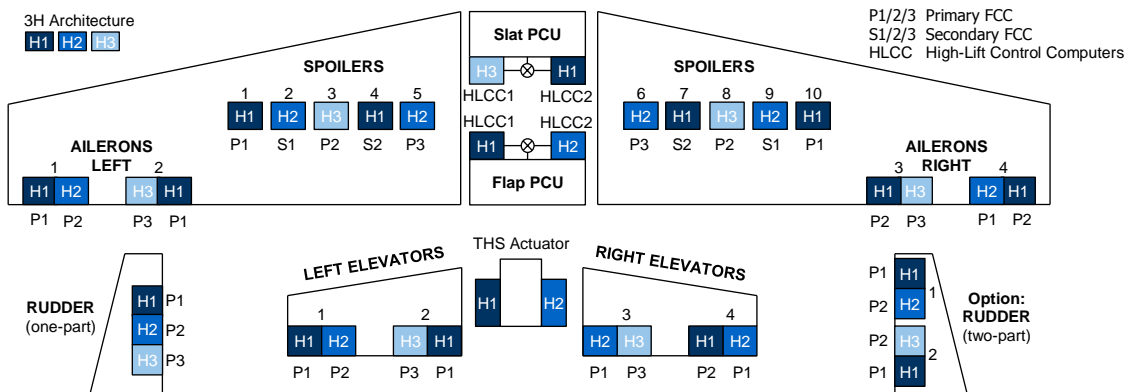 3H Architecture
H1 H2 H3
P1/2/3 Primary FCC
S1/2/3 Secondary FCC
HLCC High-Lift Control Computers
Slat PCU
H3 H1
HLCC1 HLCC2
HLCC1 HLCC2
H1 H2
Flap PCU
SPOILERS
1 2 3 4 5
H1 H2 H3 H1 H2
P1 S1 P2 S2 P3
SPOILERS
6 7 8 9 10
H2 H1 H3 H2 H1
P3 S2 P2 S1 P1
AILERONS
LEFT
1 2
H1 H2 H3 H1
P1 P2 P3 P1
AILERONS
RIGHT
3 4
H1 H3 H2 H1
P2 P3 P1 P2
RUDDER
(one-part)
H1 P1
H2 P2
H3 P3
LEFT ELEVATORS
1 2
H1 H2 H3 H1
P1 P2 P3 P1
THS Actuator
H1 H2
RIGHT ELEVATORS
3 4
H2 H3 H1 H2
P1 P3 P2 P1
P1 H1
1
P2 H2
P2 H3
2
P1 H1
Option:
RUDDER
(two-part)